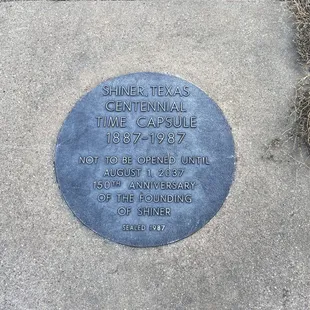 SHINER, TEXAS
CENTENNIAL
TIME CAPSULE
1887-1987
NOT TO BE OPENED UNTIL
AUGUST 1, 2037
150TH ANNIVERSARY
OF THE FOUNDING
OF SHINER
SEALED 1987